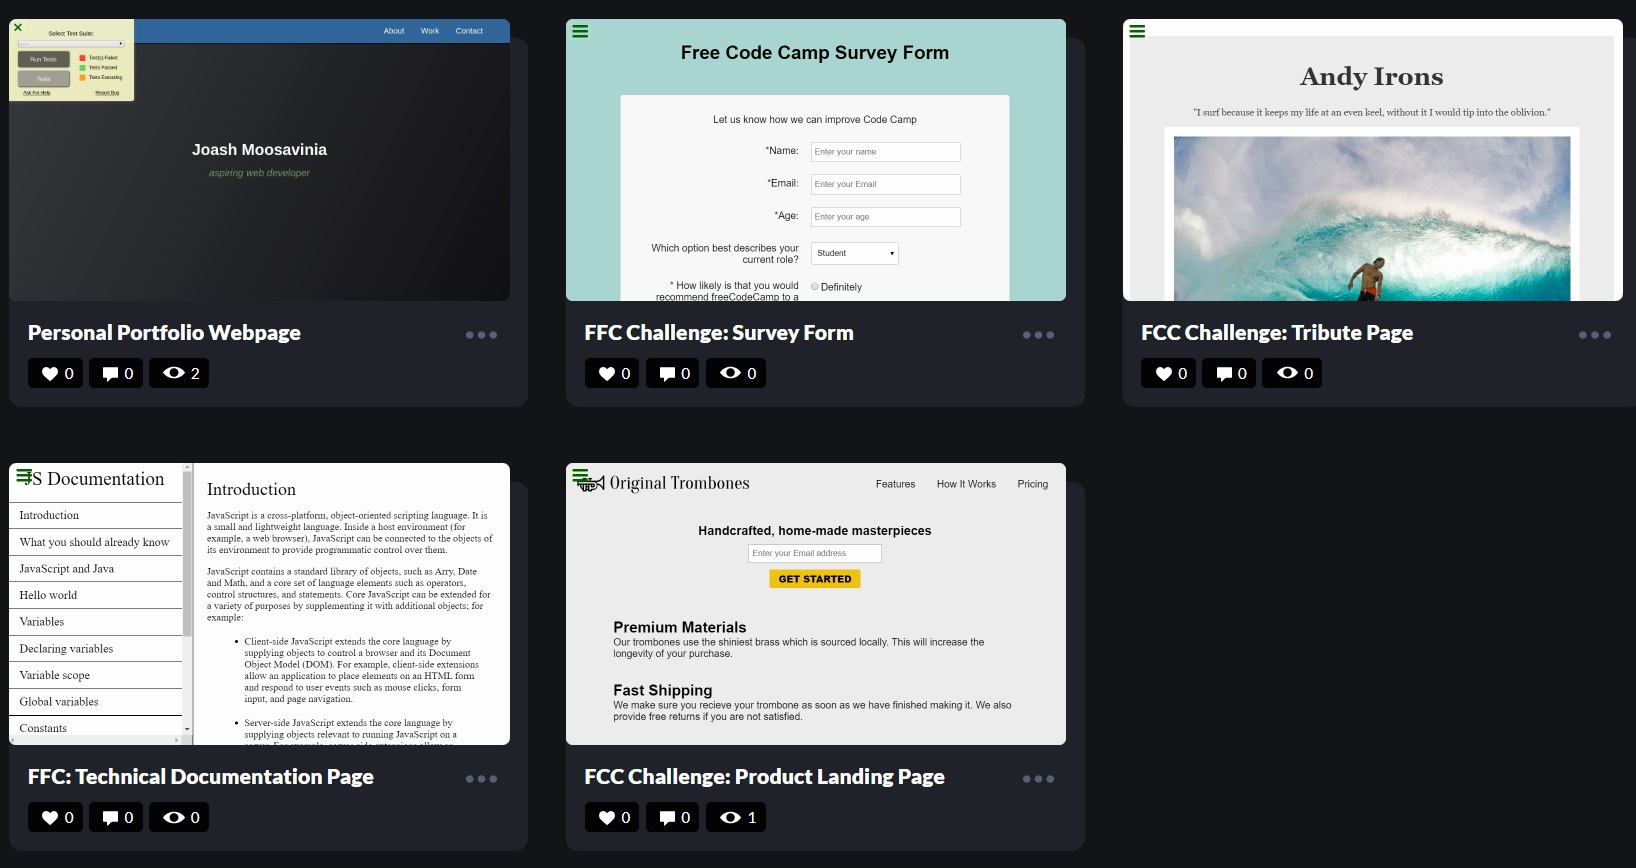 Select Test Suite:
Run Tests
Tests
Test(s) Failed
Tests Passed
Tests Executing
Ask For Help
Report Bug
About Work Contact
Joash Moosavinia
aspiring web developer
Personal Portfolio Webpage
0 0 2
Free Code Camp Survey Form
Let us know how we can improve Code Camp
*Name: Enter your name
*Email: Enter your Email
*Age: Enter your age
Which option best describes your
current role?
Student
* How likely is that you would
recommend freeCodeCamp to a
Definitely
FFC Challenge: Survey Form
0 0 0
Andy Irons
"I surf because it keeps my life at an even keel, without it I would tip into the oblivion."
FCC Challenge: Tribute Page
0 0 0
JS Documentation
Introduction
What you should already know
JavaScript and Java
Hello world
Variables
Declaring variables
Variable scope
Global variables
Constants
Introduction
JavaScript is a cross-platform, object-oriented scripting language. It is
a small and lightweight language. Inside a host environment (for
example, a web browser), JavaScript can be connected to the objects of
its environment to provide programmatic control over them.
JavaScript contains a standard library of objects, such as Arry, Date
and Math, and a core set of language elements such as operators,
control structures, and statements. Core JavaScript can be extended for
a variety of purposes by supplementing it with additional objects; for
example:
Client-side JavaScript extends the core language by
supplying objects to control a browser and its Document
Object Model (DOM). For example, client-side extensions
allow an application to place elements on an HTML form
and respond to user events such as mouse clicks, form
input, and page navigation.
Server-side JavaScript extends the core language by
supplying objects relevant to running JavaScript on a
FFC: Technical Documentation Page
0 0 0
Original Trombones
Features How It Works Pricing
Handcrafted, home-made masterpieces
Enter your Email address
GET STARTED
Premium Materials
Our trombones use the shiniest brass which is sourced locally. This will increase the
longevity of your purchase.
Fast Shipping
We make sure you recieve your trombone as soon as we have finished making it. We also
provide free returns if you are not satisfied.
FCC Challenge: Product Landing Page
0 0 1